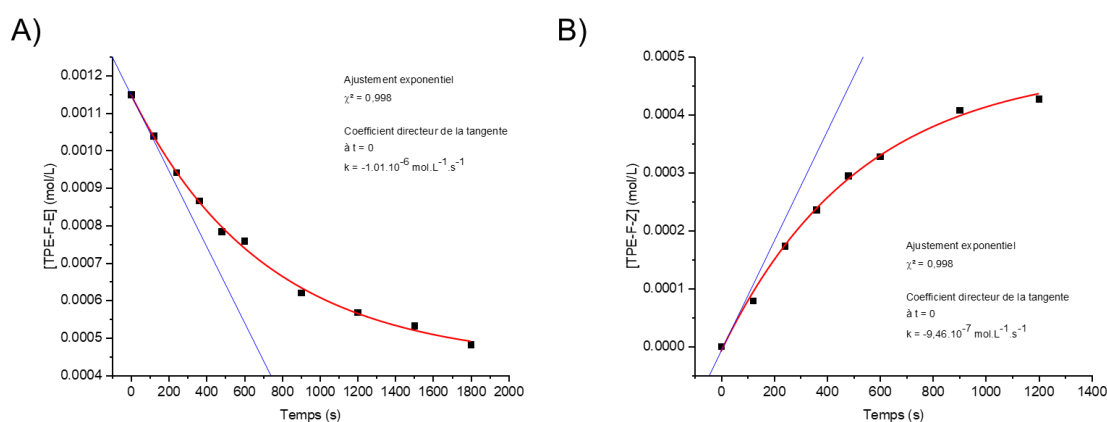 A)
B)
0.0012
0.0011
0.0010
0.0009
0.0008
0.0007
0.0006
0.0005
0.0004
[TPE-F-E] (mol/L)
0 200 400 600 800 1000 1200 1400 1600 1800 2000
Temps (s)
Ajustement exponentiel
χ² = 0,998
Coefficient directeur de la tangente
à t = 0
k = -1.01.10⁻⁶ mol.L⁻¹.s⁻¹
0.0005
0.0004
0.0003
0.0002
0.0001
0.0000
[TPE-F-Z] (mol/L)
0 200 400 600 800 1000 1200 1400
Temps (s)
Ajustement exponentiel
χ² = 0,998
Coefficient directeur de la tangente
à t = 0
k = -9,46.10⁻⁷ mol.L⁻¹.s⁻¹